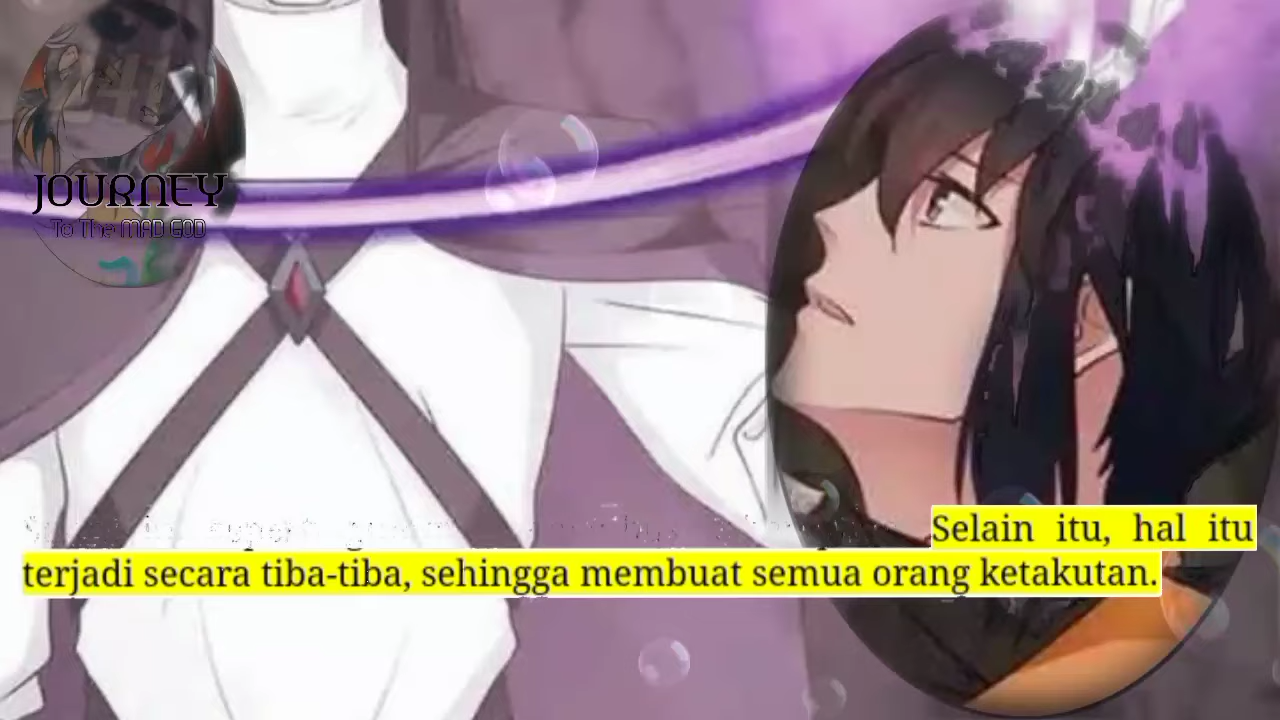 JOURNEY
To The MAD GOD
Selain itu, hal itu
terjadi secara tiba-tiba, sehingga membuat semua orang ketakutan.